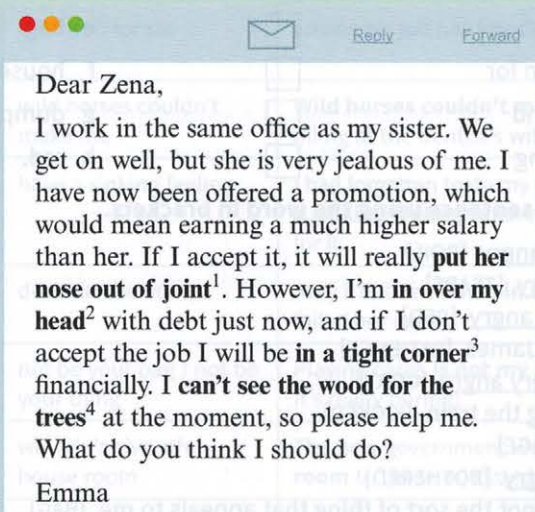 Reply Forward
Dear Zena,
I work in the same office as my sister. We
get on well, but she is very jealous of me. I
have now been offered a promotion, which
would mean earning a much higher salary
than her. If I accept it, it will really put her
nose out of joint¹. However, I'm in over my
head² with debt just now, and if I don't
accept the job I will be in a tight corner³
financially. I can't see the wood for the
trees⁴ at the moment, so please help me.
What do you think I should do?
Emma